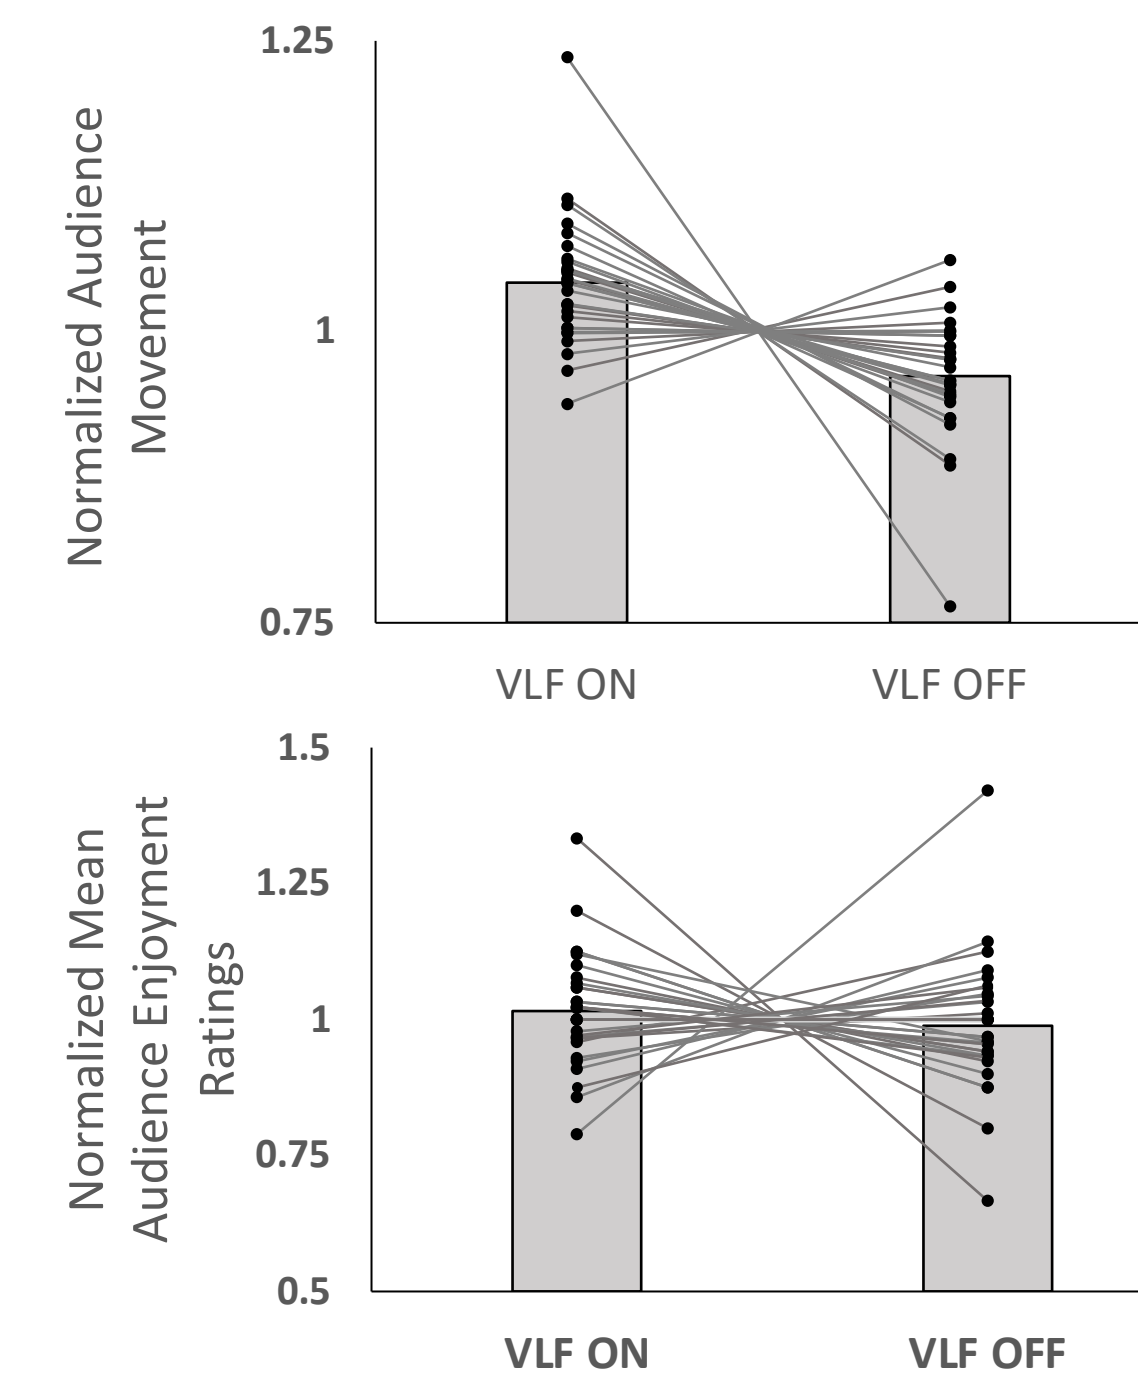 Normalized Audience
Movement
1.25
1
0.75
VLF ON
VLF OFF
Normalized Mean
Audience Enjoyment
Ratings
1.5
1.25
1
0.75
0.5
VLF ON
VLF OFF